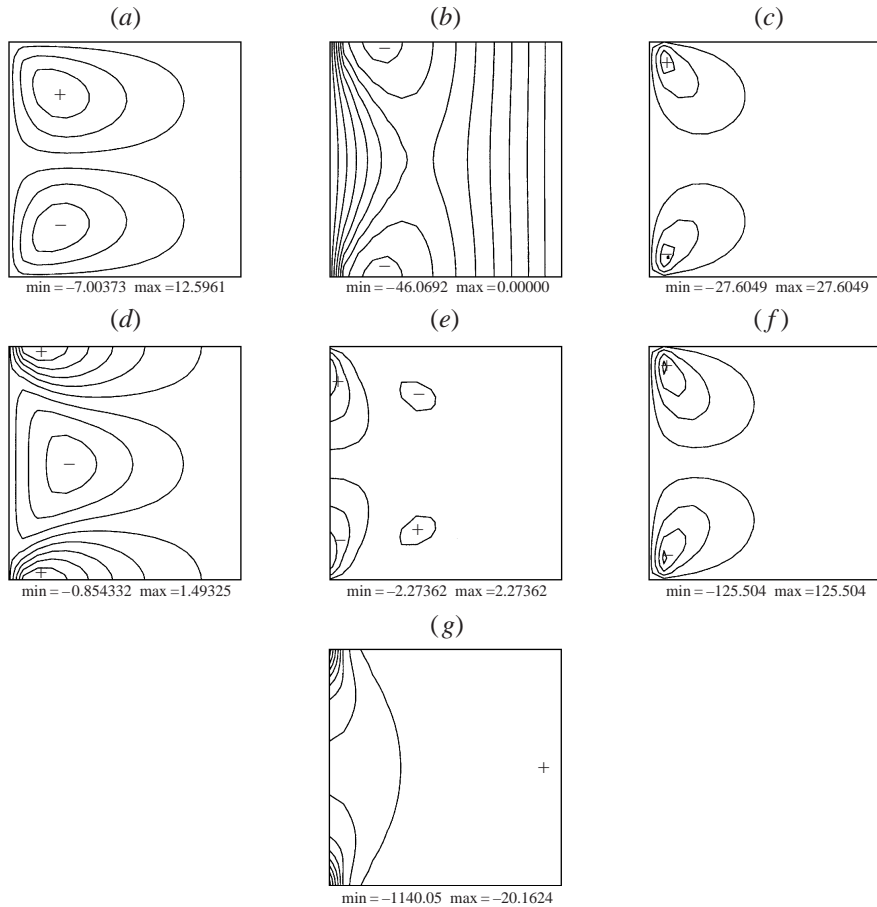 (a) (b) (c)
min = −7.00373 max = 12.5961 min = −46.0692 max = 0.00000 min = −27.6049 max = 27.6049
(d) (e) (f)
min = −0.854332 max = 1.49325 min = −2.27362 max = 2.27362 min = −125.504 max = 125.504
(g)
min = −1140.05 max = −20.1624